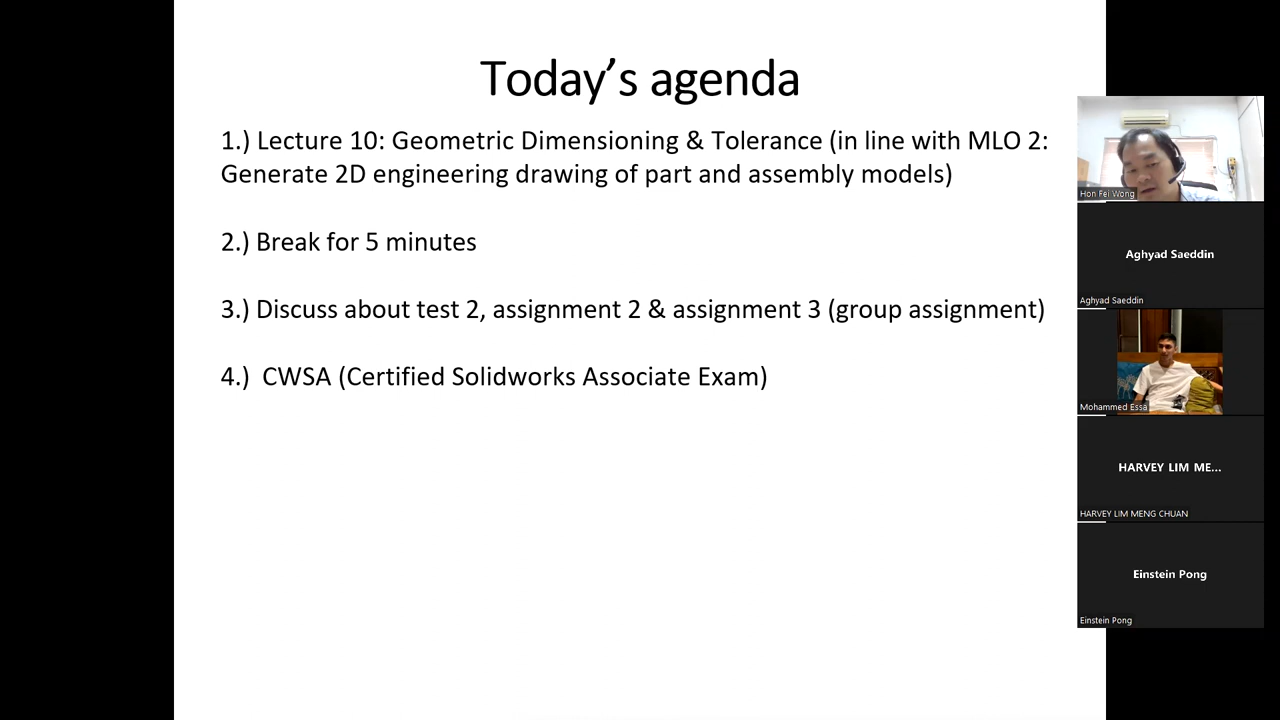 Today's agenda
1.) Lecture 10: Geometric Dimensioning & Tolerance (in line with MLO 2:
Generate 2D engineering drawing of part and assembly models)
2.) Break for 5 minutes
3.) Discuss about test 2, assignment 2 & assignment 3 (group assignment)
4.)  CWSA (Certified Solidworks Associate Exam)
Hon Fei Wong
Aghyad Saeddin
Aghyad Saeddin
Mohammed Essa
HARVEY LIM ME...
HARVEY LIM MENG CHUAN
Einstein Pong
Einstein Pong